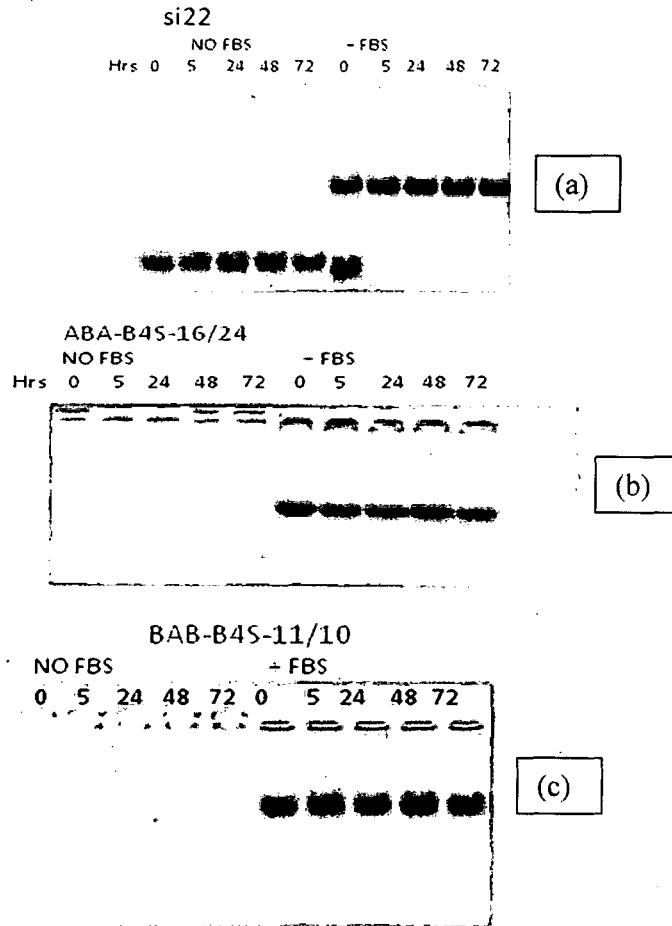 si22
NO FBS - FBS
Hrs 0 5 24 48 72 0 5 24 48 72
(a)
ABA-B4S-16/24
NO FBS - FBS
Hrs 0 5 24 48 72 0 5 24 48 72
(b)
BAB-B4S-11/10
NO FBS + FBS
0 5 24 48 72 0 5 24 48 72
(c)